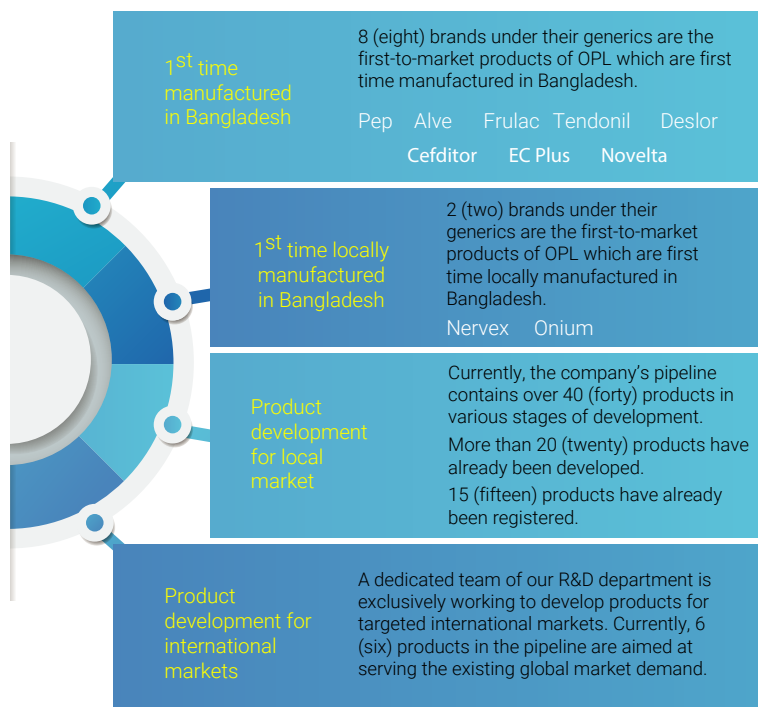 1st time
manufactured
in Bangladesh
8 (eight) brands under their generics are the
first-to-market products of OPL which are first
time manufactured in Bangladesh.
Pep Alve Frulac Tendonil Deslor
Cefditor EC Plus Novelta
1st time locally
manufactured
in Bangladesh
2 (two) brands under their
generics are the first-to-market
products of OPL which are first
time locally manufactured in
Bangladesh.
Nervex Onium
Product
development
for local
market
Currently, the company's pipeline
contains over 40 (forty) products in
various stages of development.
More than 20 (twenty) products have
already been developed.
15 (fifteen) products have already
been registered.
Product
development for
international
markets
A dedicated team of our R&D department is
exclusively working to develop products for
targeted international markets. Currently, 6
(six) products in the pipeline are aimed at
serving the existing global market demand.